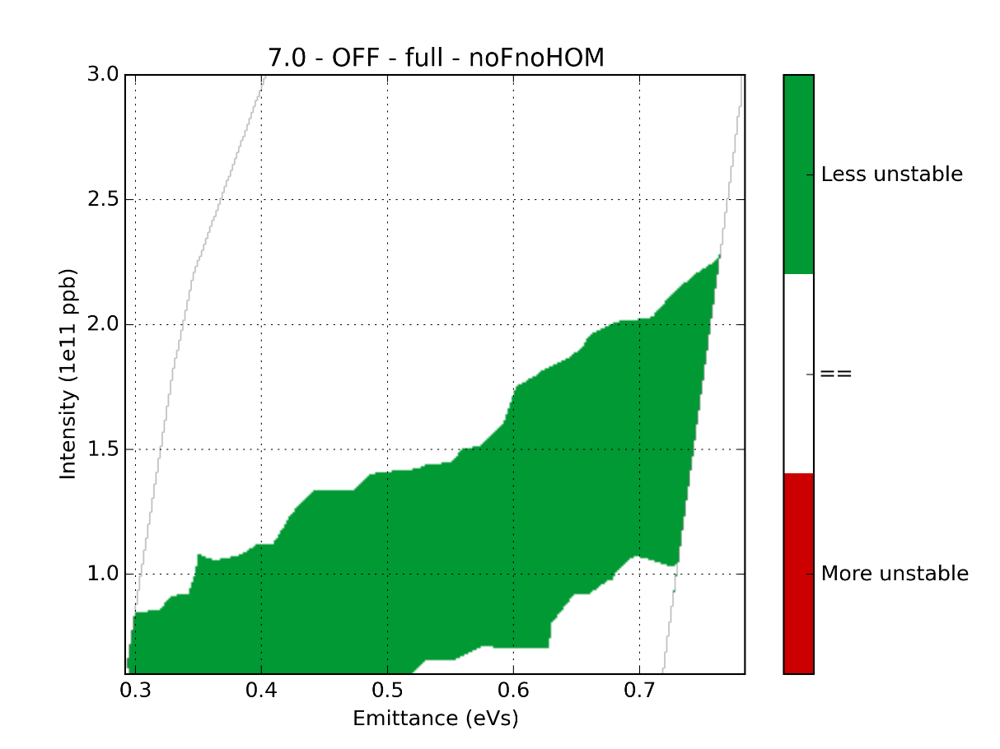 7.0 - OFF - full - noFnoHOM
3.0
2.5
2.0
1.5
1.0
Intensity (1e11 ppb)
0.3 0.4 0.5 0.6 0.7
Emittance (eVs)
Less unstable
==
More unstable